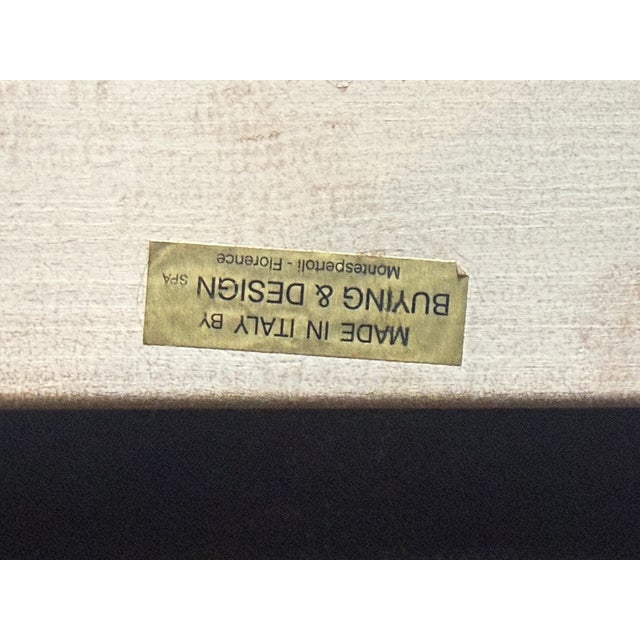 MADE IN ITALY BY
BUYING & DESIGN SPA
Montespertoli - Florence